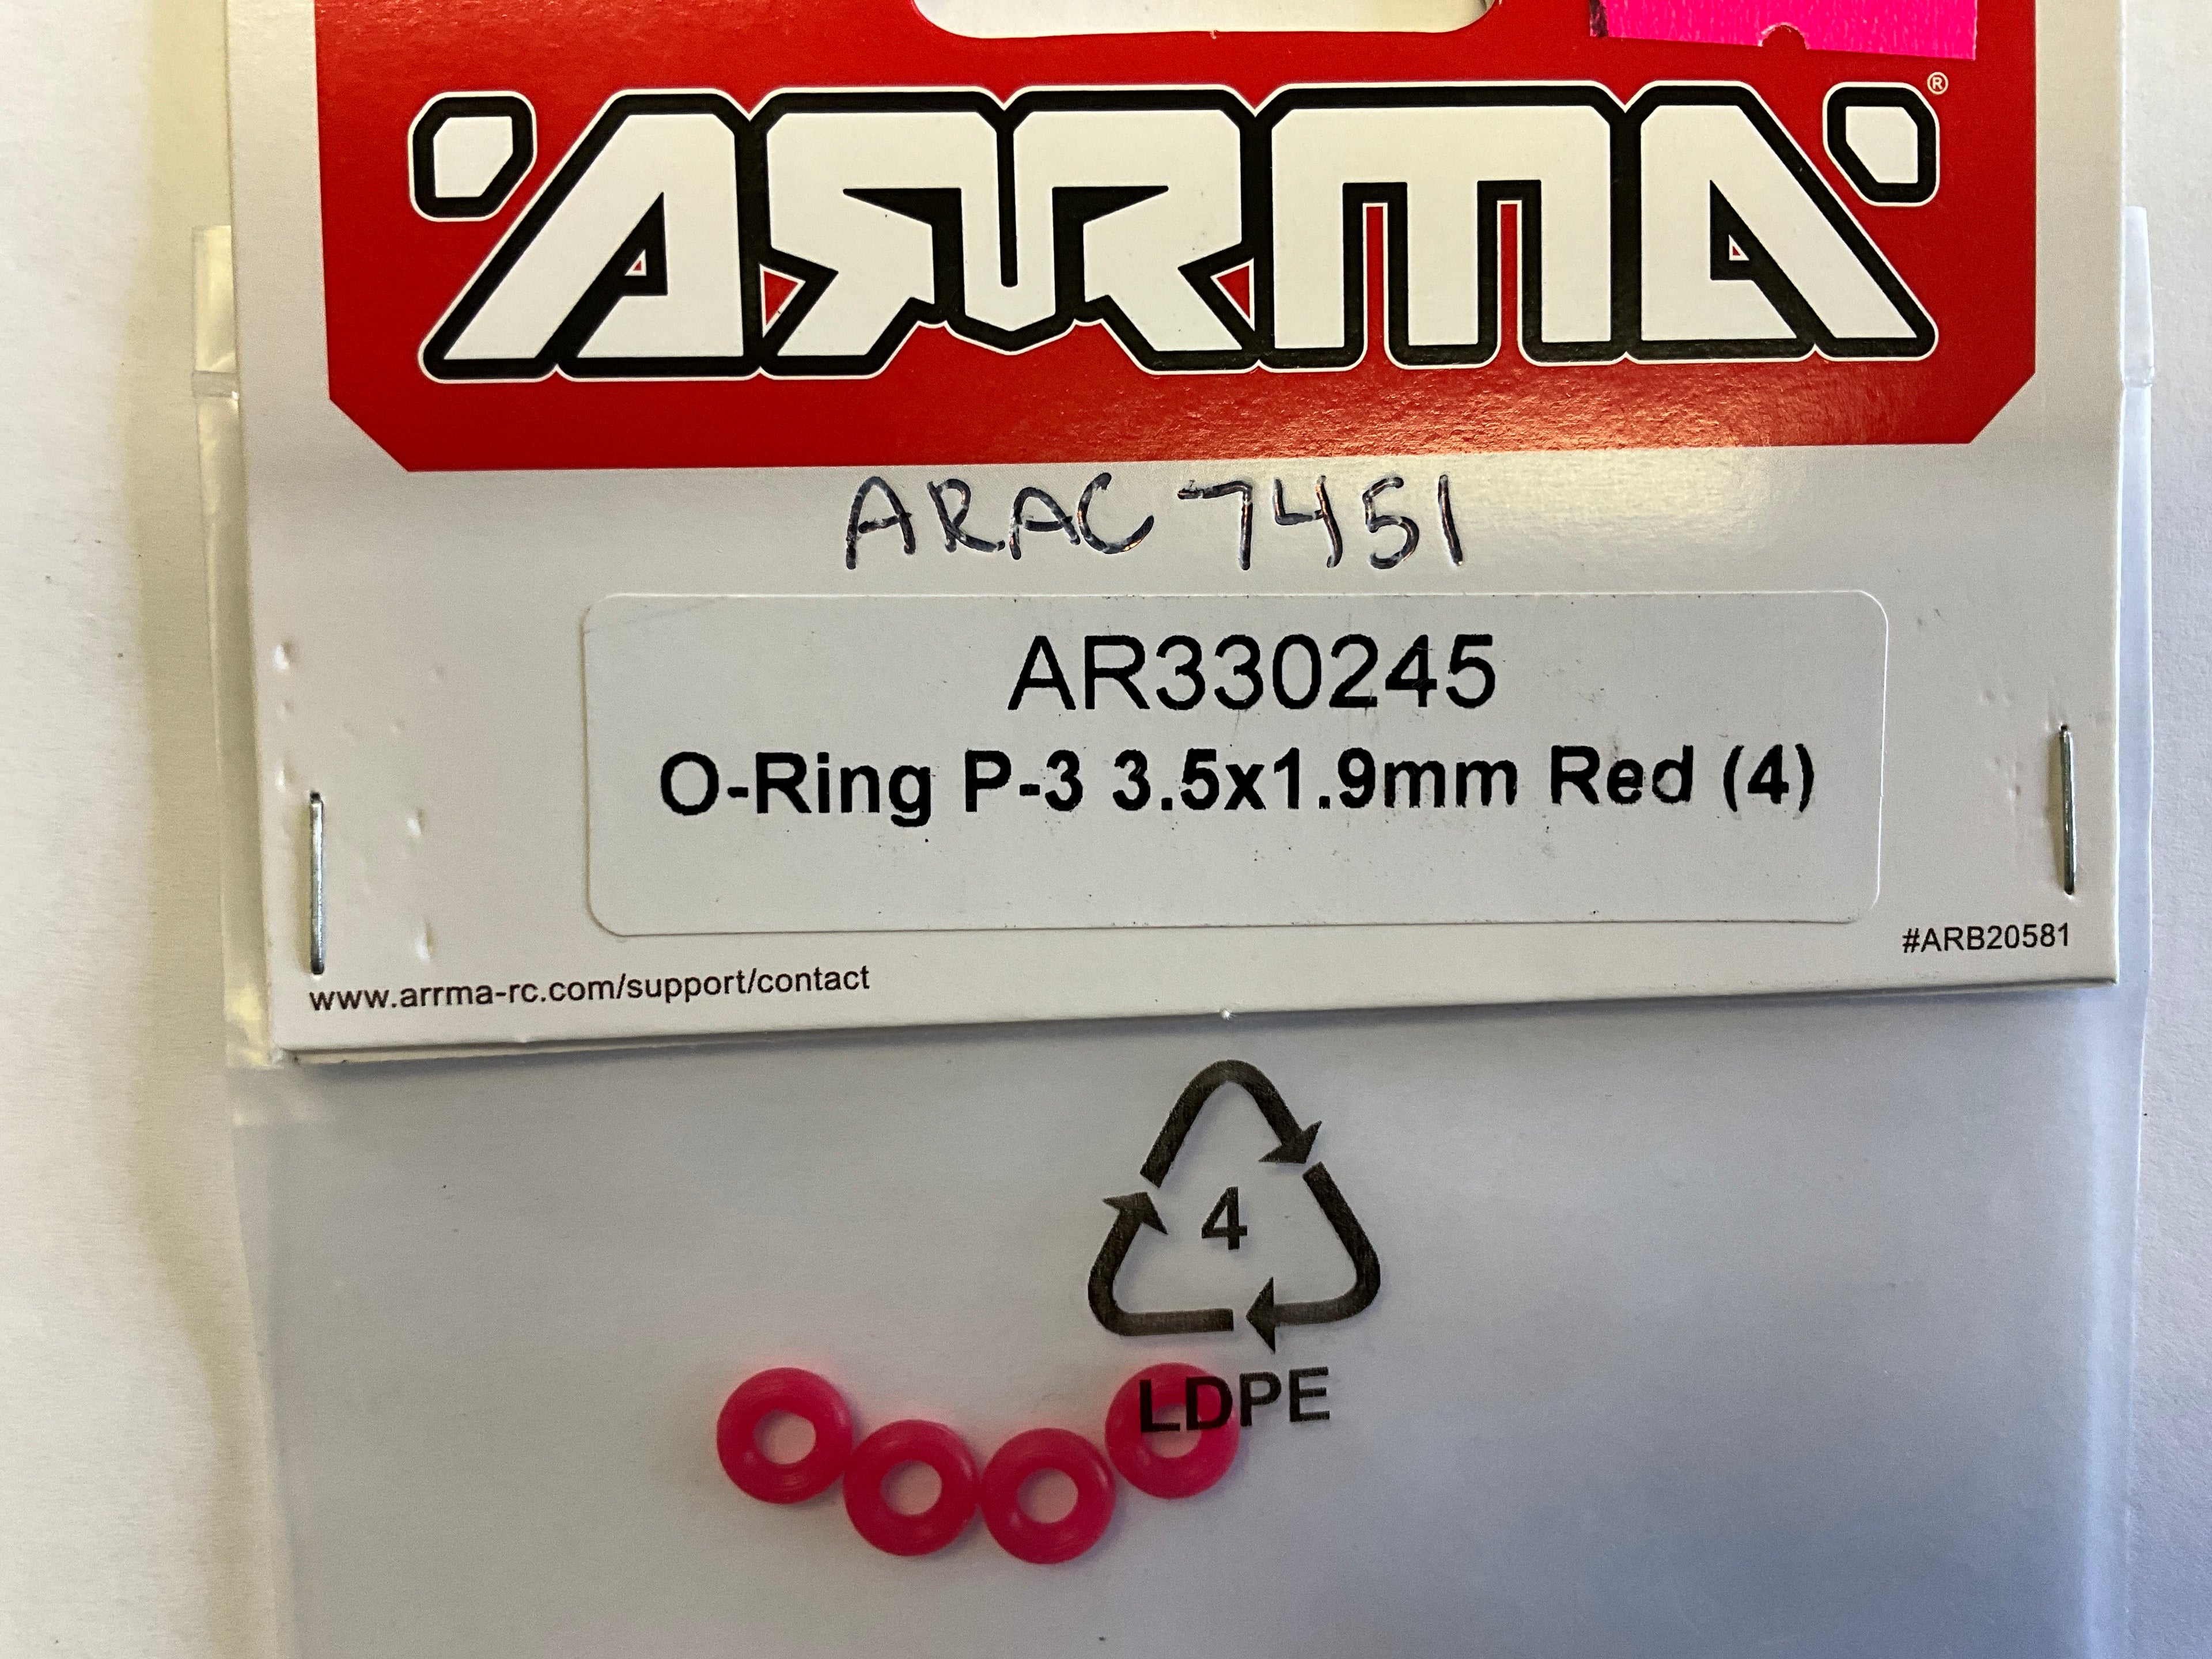 ARRMA®
ARAC 7451
AR330245
O-Ring P-3 3.5x1.9mm Red (4)
#ARB20581
www.arrma-rc.com/support/contact
4
LDPE